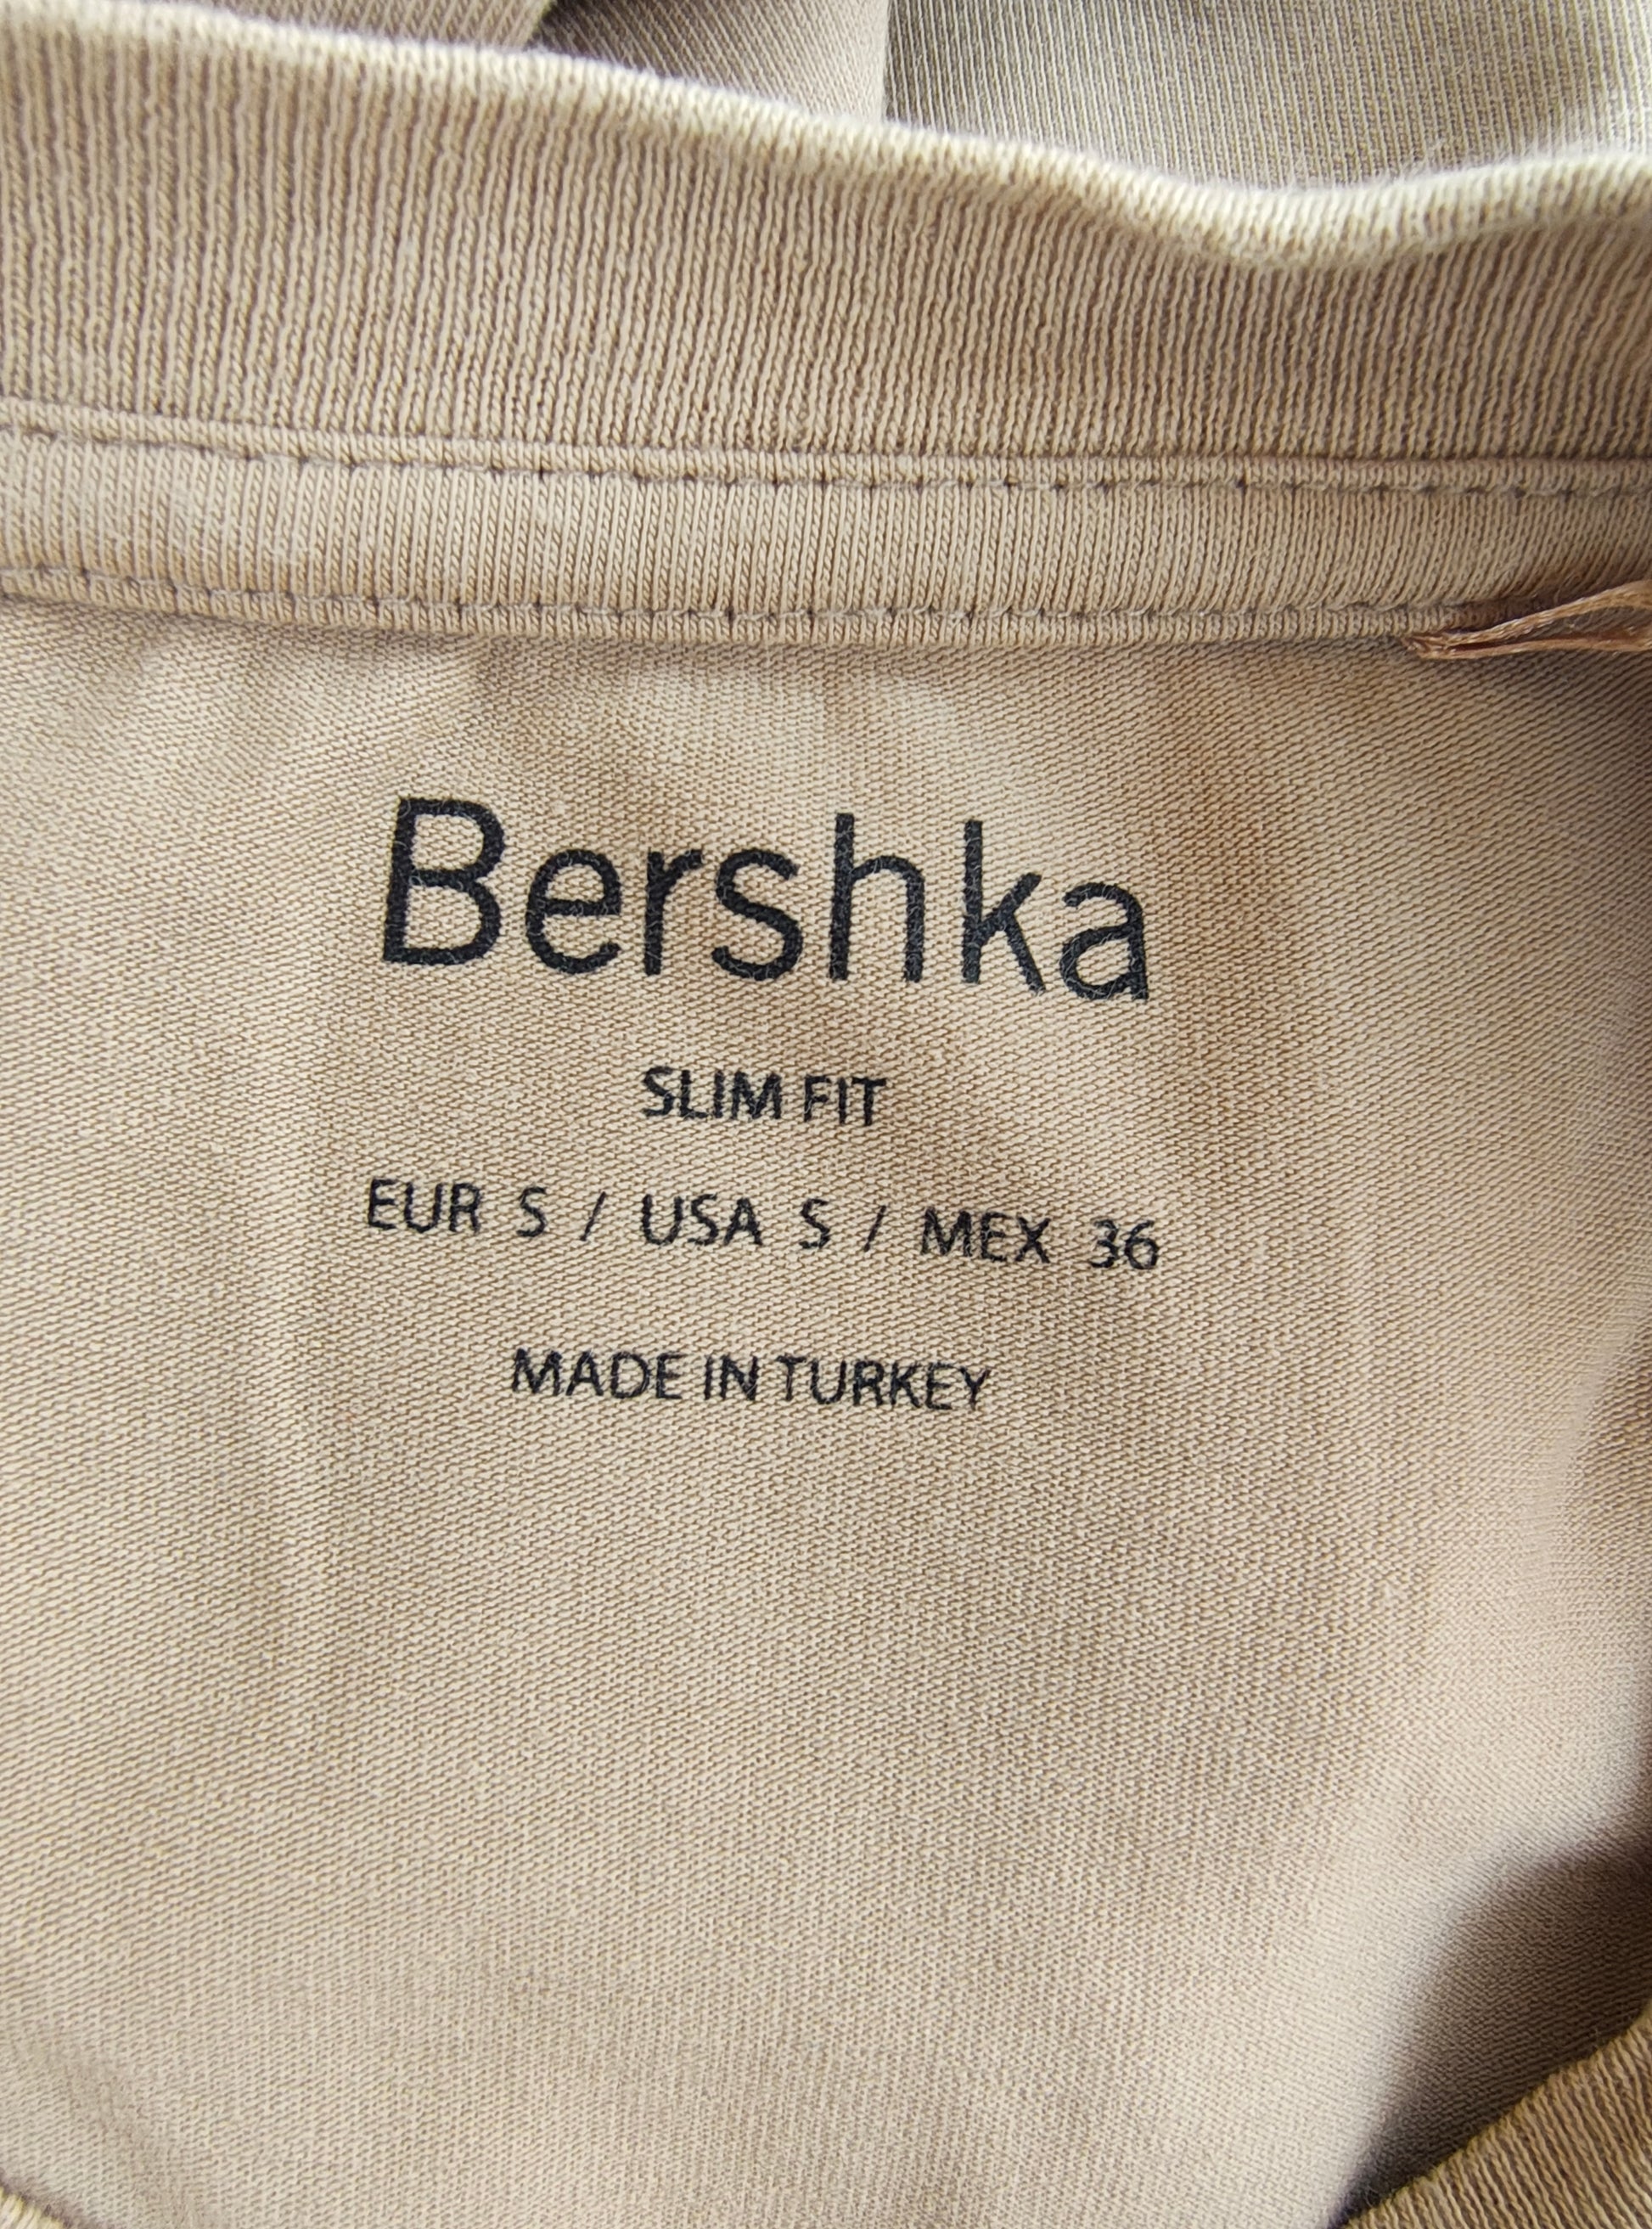 Bershka
SLIM FIT
EUR S / USA S / MEX 36
MADE IN TURKEY